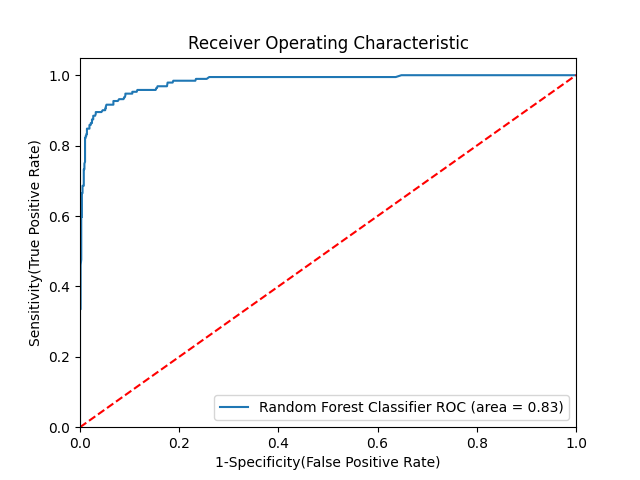 Receiver Operating Characteristic
1.0
0.8
0.6
0.4
0.2
0.0
Sensitivity(True Positive Rate)
Random Forest Classifier ROC (area = 0.83)
0.0 0.2 0.4 0.6 0.8 1.0
1-Specificity(False Positive Rate)